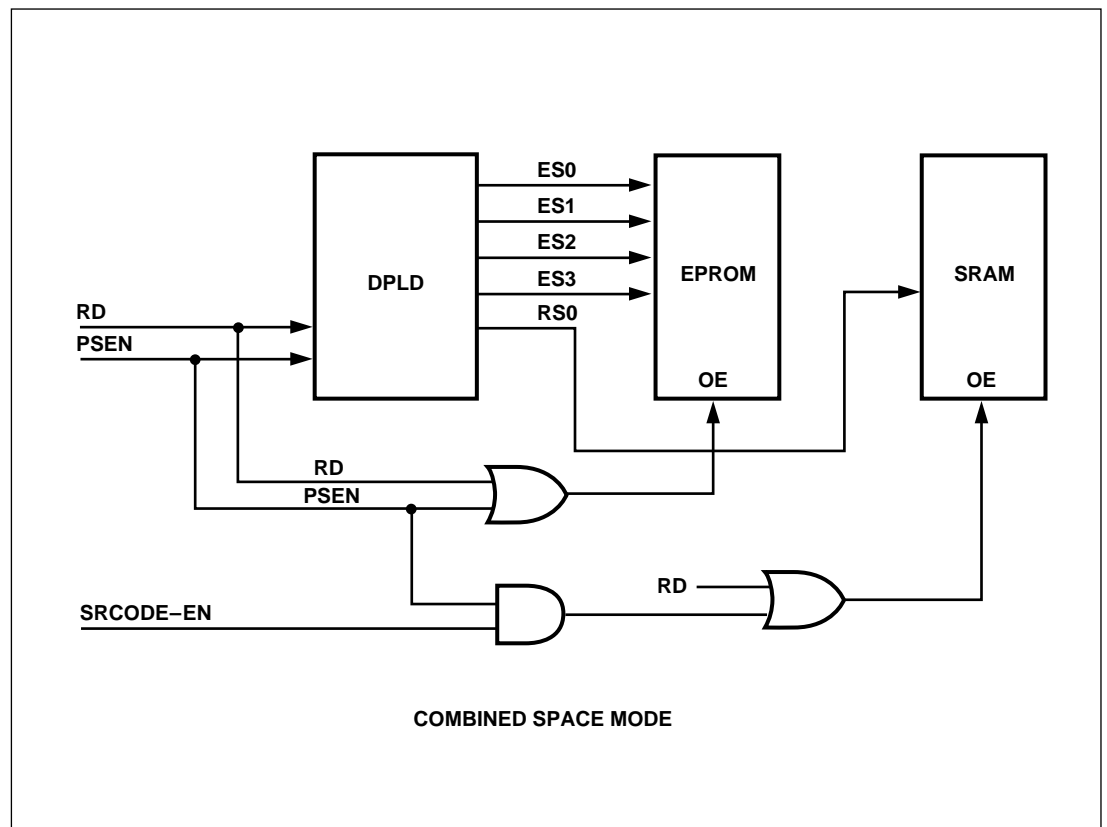 ES0
ES1
ES2
ES3
RS0
DPLD
EPROM
OE
SRAM
OE
RD
PSEN
RD
PSEN
RD
SRCODE–EN
COMBINED SPACE MODE